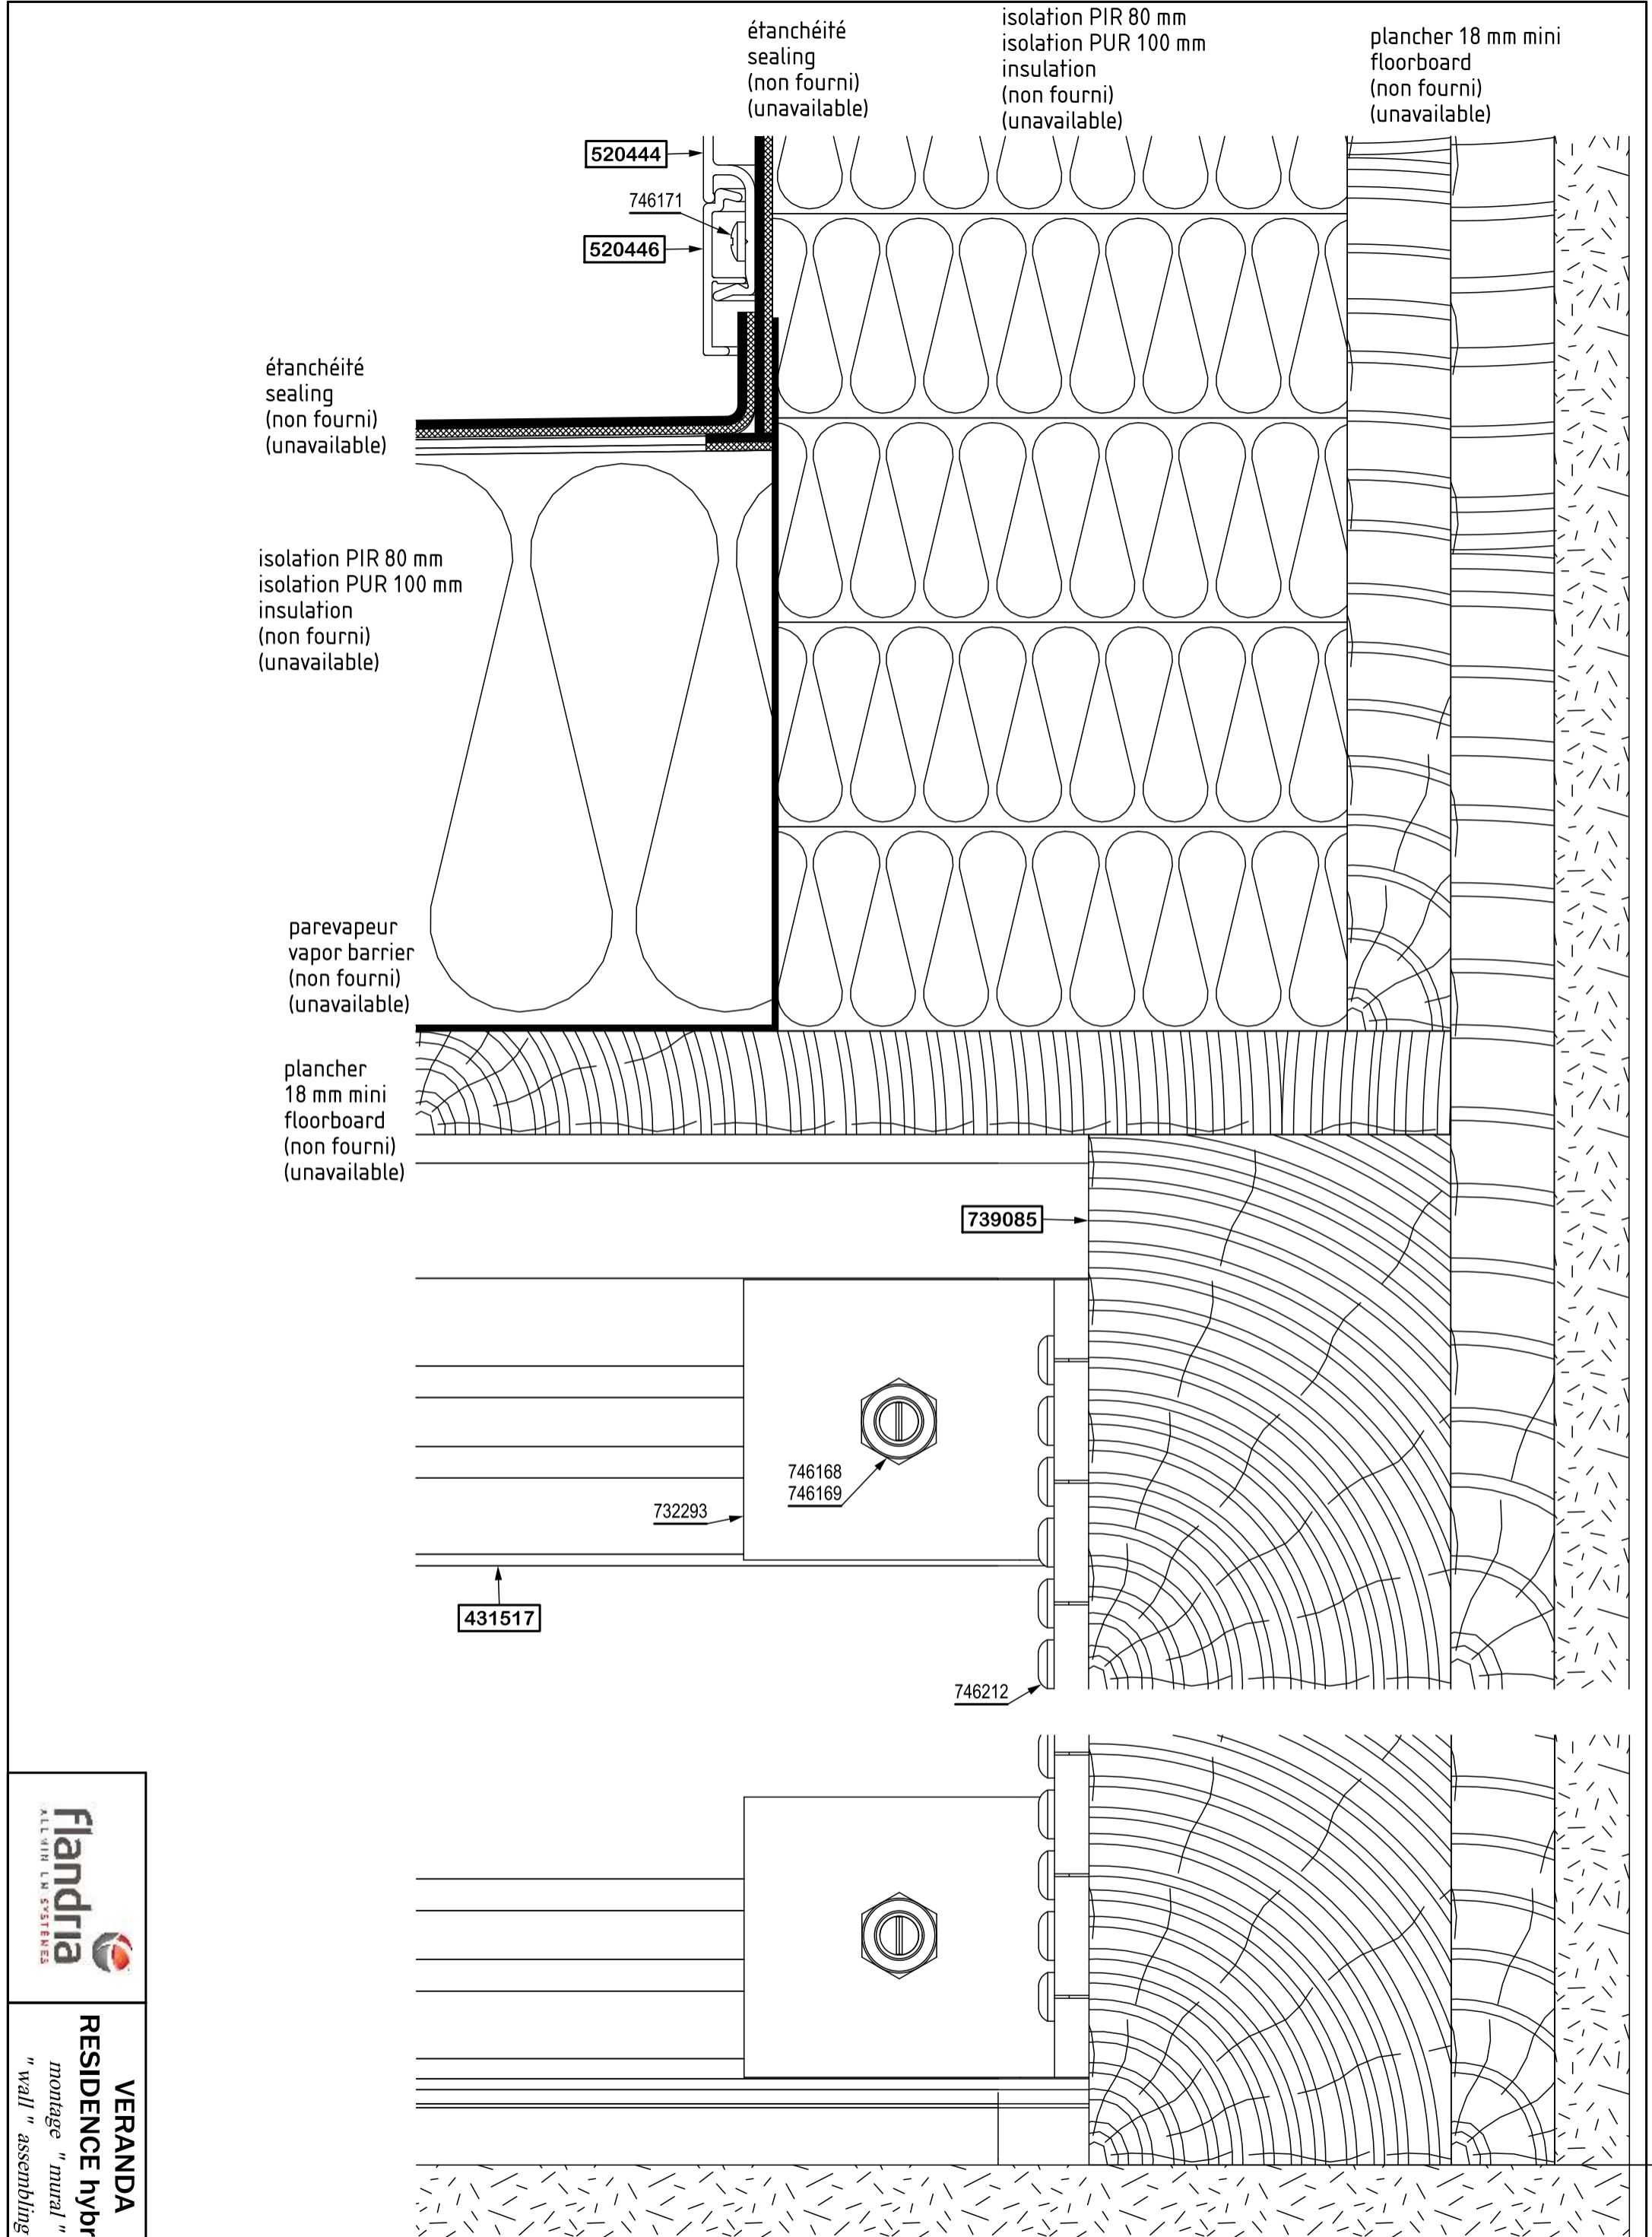 étanchéité
sealing
(non fourni)
(unavailable)
isolation PIR 80 mm
isolation PUR 100 mm
insulation
(non fourni)
(unavailable)
plancher 18 mm mini
floorboard
(non fourni)
(unavailable)
520444
746171
520446
étanchéité
sealing
(non fourni)
(unavailable)
isolation PIR 80 mm
isolation PUR 100 mm
insulation
(non fourni)
(unavailable)
parevapeur
vapor barrier
(non fourni)
(unavailable)
plancher
18 mm mini
floorboard
(non fourni)
(unavailable)
739085
746168
746169
732293
431517
746212
flandria
SYSTÈMES
VERANDA
RESIDENCE hybr
montage " mural "
" wall " assembling